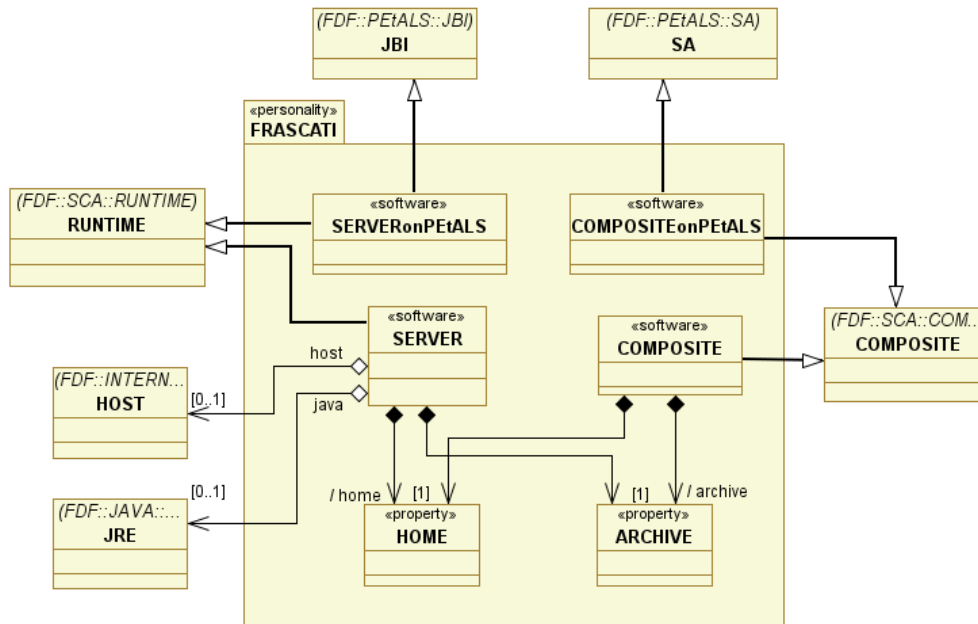 (FDF::PEtALS::JBI)
JBI
(FDF::PEtALS::SA)
SA
«personality»
FRASCATI
(FDF::SCA::RUNTIME)
RUNTIME
«software»
SERVERonPEtALS
«software»
COMPOSITEonPEtALS
«software»
SERVER
«software»
COMPOSITE
(FDF::SCA::COM...
COMPOSITE
host
(FDF::INTERN...
HOST
[0..1]
java
[0..1]
/ home
[1]
[1]
/ archive
(FDF::JAVA::...
JRE
«property»
HOME
«property»
ARCHIVE